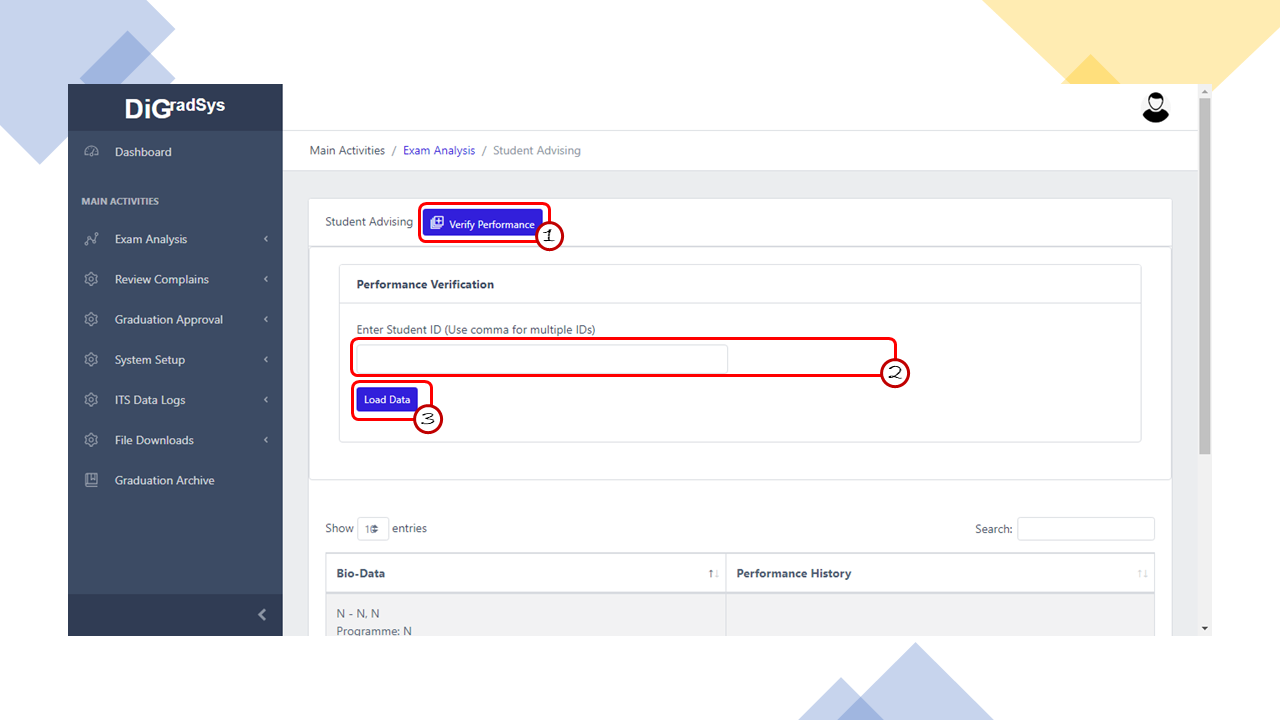 DiGradSys
Dashboard
MAIN ACTIVITIES
Exam Analysis
Review Complains
Graduation Approval
System Setup
ITS Data Logs
File Downloads
Graduation Archive
Main Activities / Exam Analysis / Student Advising
Student Advising Verify Performance 1
Performance Verification
Enter Student ID (Use comma for multiple IDs)
2
Load Data 3
Show entries Search:
Bio-Data Performance History
N - N, N
Programme: N